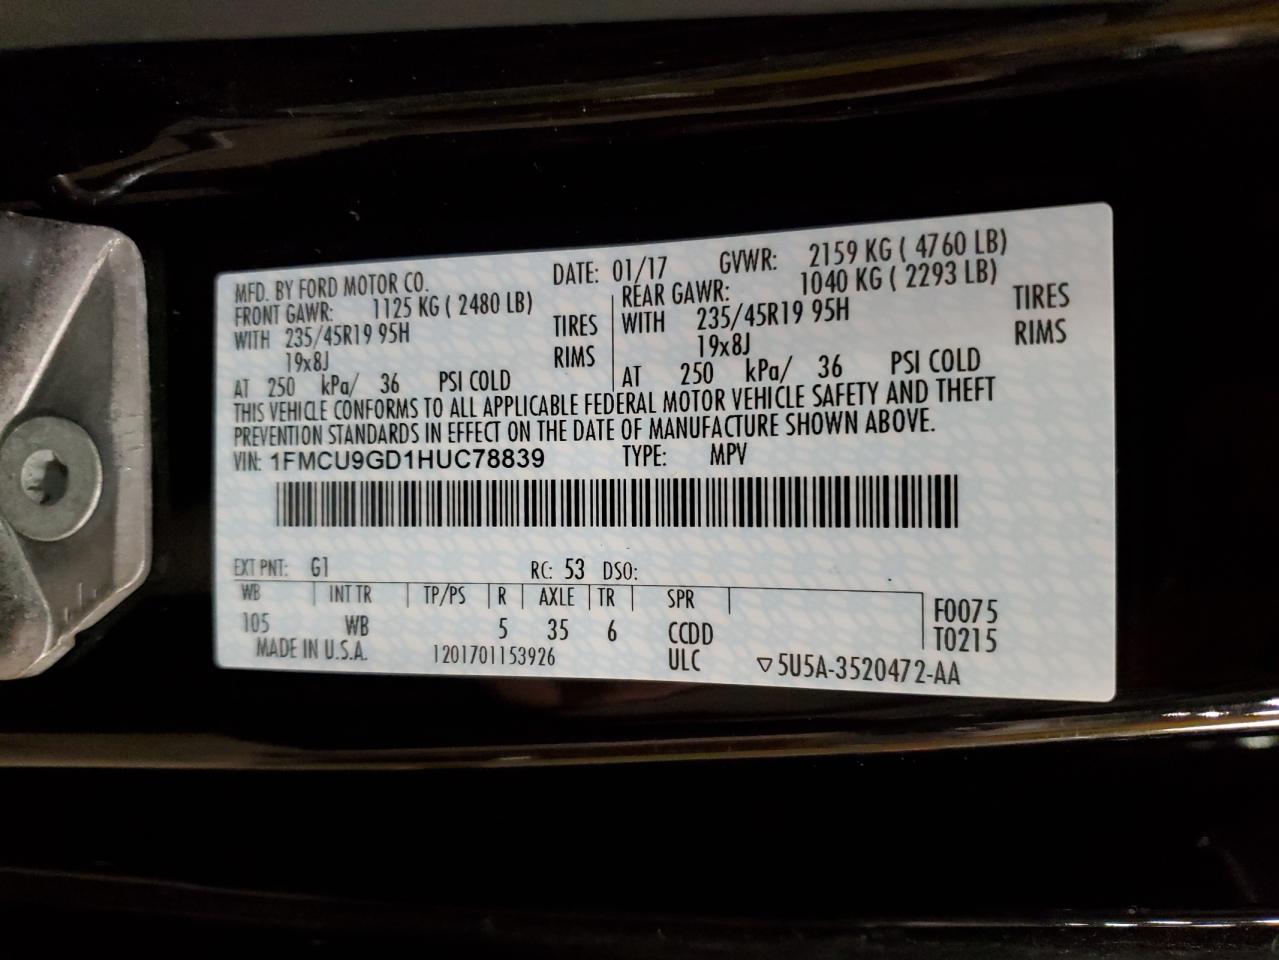 MFD. BY FORD MOTOR CO. DATE: 01/17 GVWR: 2159 KG ( 4760 LB)
FRONT GAWR: 1125 KG ( 2480 LB) REAR GAWR: 1040 KG ( 2293 LB)
WITH 235/45R19 95H TIRES WITH 235/45R19 95H TIRES
19x8J RIMS 19x8J RIMS
AT 250 kPa/ 36 PSI COLD AT 250 kPa/ 36 PSI COLD
THIS VEHICLE CONFORMS TO ALL APPLICABLE FEDERAL MOTOR VEHICLE SAFETY AND THEFT
PREVENTION STANDARDS IN EFFECT ON THE DATE OF MANUFACTURE SHOWN ABOVE.
VIN: 1FMCU9GD1HUC78839 TYPE: MPV
EXT PNT: G1 RC: 53 DSO:
WB INT TR TP/PS R AXLE TR SPR F0075
105 WB 5 35 6 CCDD T0215
MADE IN U.S.A. 1201701153926 ULC ▽5U5A-3520472-AA